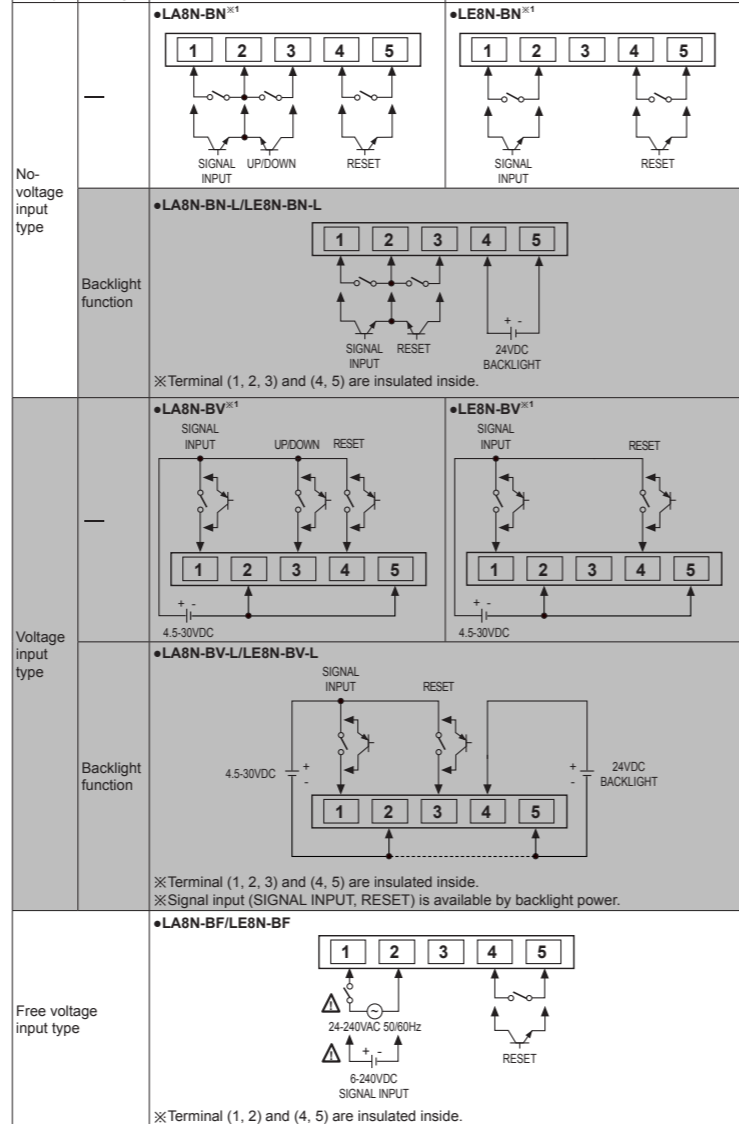 No-
voltage
input
type
—
●LA8N-BN※1
1 2 3 4 5
SIGNAL
INPUT
UP/DOWN
RESET
●LE8N-BN※1
1 2 3 4 5
SIGNAL
INPUT
RESET
Backlight
function
●LA8N-BN-L/LE8N-BN-L
1 2 3 4 5
SIGNAL
INPUT
RESET
+ -
24VDC
BACKLIGHT
※Terminal (1, 2, 3) and (4, 5) are insulated inside.
Voltage
input
type
—
●LA8N-BV※1
SIGNAL
INPUT
UP/DOWN
RESET
1 2 3 4 5
+ -
4.5-30VDC
●LE8N-BV※1
SIGNAL
INPUT
RESET
1 2 3 4 5
+ -
4.5-30VDC
Backlight
function
●LA8N-BV-L/LE8N-BV-L
SIGNAL
INPUT
RESET
4.5-30VDC
+
-
+
-
24VDC
BACKLIGHT
1 2 3 4 5
※Terminal (1, 2, 3) and (4, 5) are insulated inside.
※Signal input (SIGNAL INPUT, RESET) is available by backlight power.
Free voltage
input type
●LA8N-BF/LE8N-BF
1 2 3 4 5
24-240VAC 50/60Hz
+ -
6-240VDC
SIGNAL INPUT
RESET
※Terminal (1, 2) and (4, 5) are insulated inside.